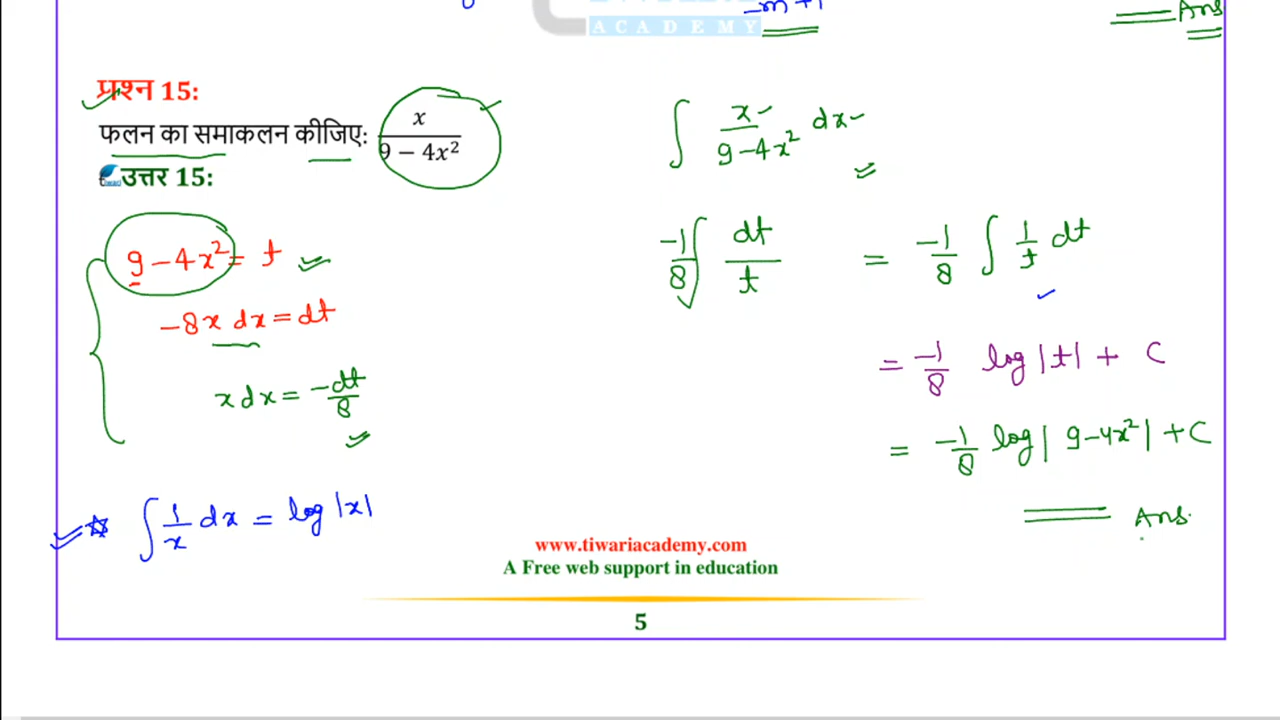 -m+1
Ans
ACADEMY
प्रश्न 15:
फलन का समाकलन कीजिए: x / (9 − 4x²)
उत्तर 15:
∫ x / (9-4x²) dx
9-4x² = t
-8x dx = dt
x dx = -dt/8
-1/8 ∫ dt/t = -1/8 ∫ 1/t dt
= -1/8 log|t| + C
= -1/8 log|9-4x²| + C
Ans.
∫ 1/x dx = log|x|
www.tiwariacademy.com
A Free web support in education
5